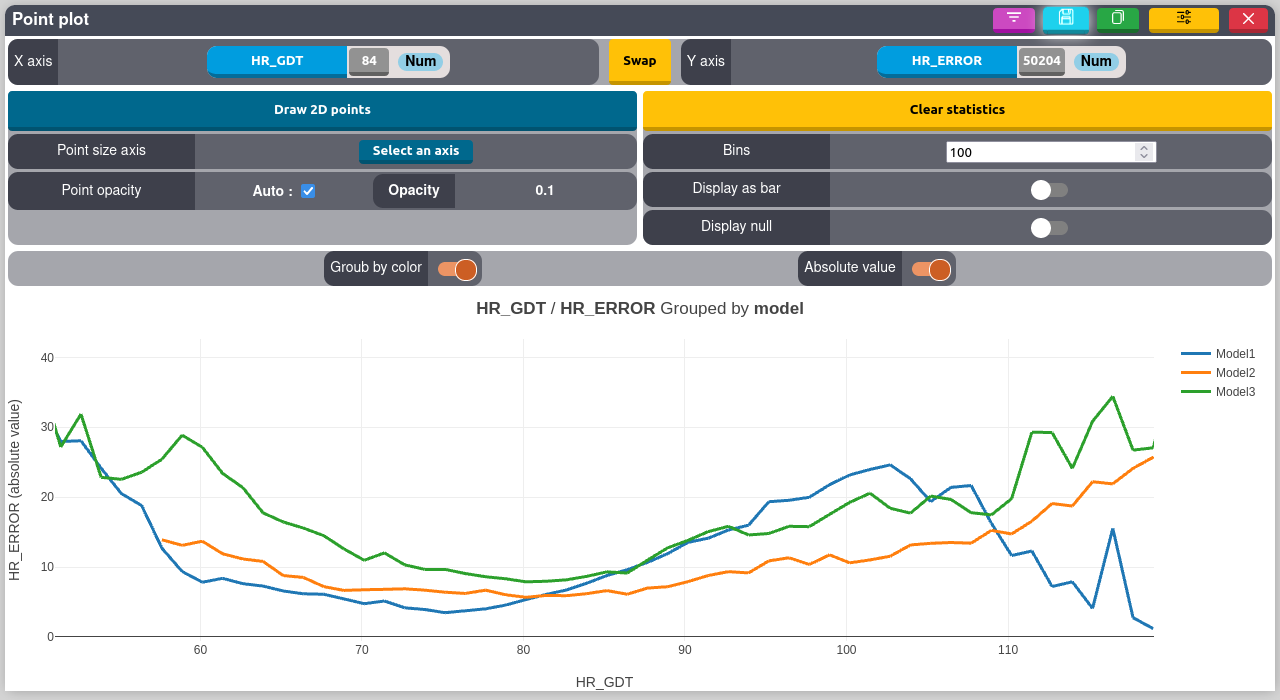 Point plot
X axis HR_GDT 84 Num Swap Y axis HR_ERROR 50204 Num
Draw 2D points Clear statistics
Point size axis Select an axis Bins 100
Point opacity Auto : Opacity 0.1 Display as bar
Display null
Groub by color Absolute value
HR_GDT / HR_ERROR Grouped by model
HR_ERROR (absolute value)
40
30
20
10
0
60 70 80 90 100 110
HR_GDT
Model1
Model2
Model3